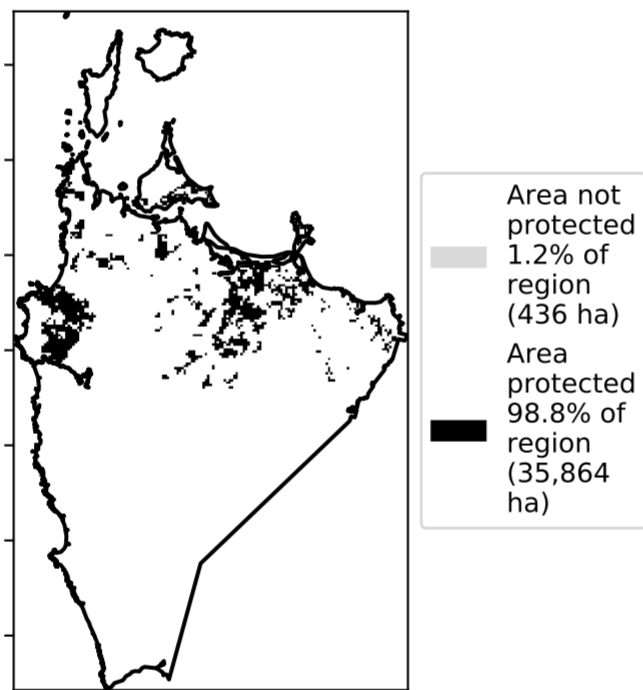 Area not
protected
1.2% of
region
(436 ha)
Area
protected
98.8% of
region
(35,864
ha)